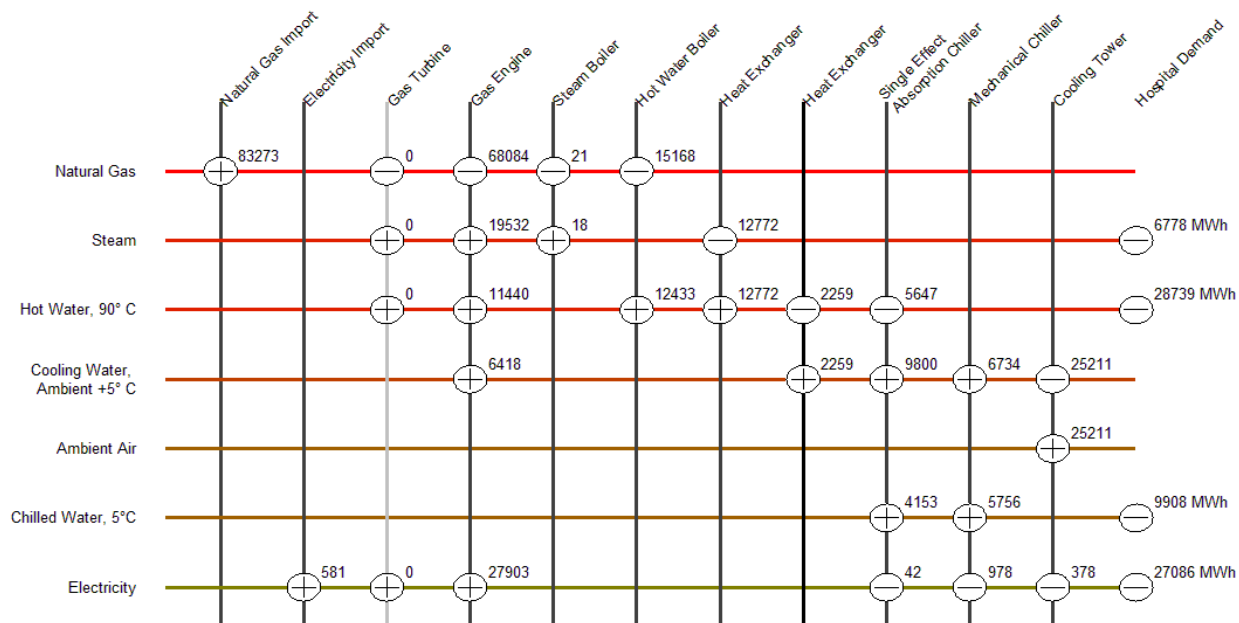 Natural Gas Import
Electricity Import
Gas Turbine
Gas Engine
Steam Boiler
Hot Water Boiler
Heat Exchanger
Heat Exchanger
Single Effect
Absorption Chiller
Mechanical Chiller
Cooling Tower
Hospital Demand
Natural Gas 83273 0 68084 21 15168
Steam 0 19532 18 12772 6778 MWh
Hot Water, 90° C 0 11440 12433 12772 2259 5647 28739 MWh
Cooling Water,
Ambient +5° C 6418 2259 9800 6734 25211
Ambient Air 25211
Chilled Water, 5°C 4153 5756 9908 MWh
Electricity 581 0 27903 42 978 378 27086 MWh